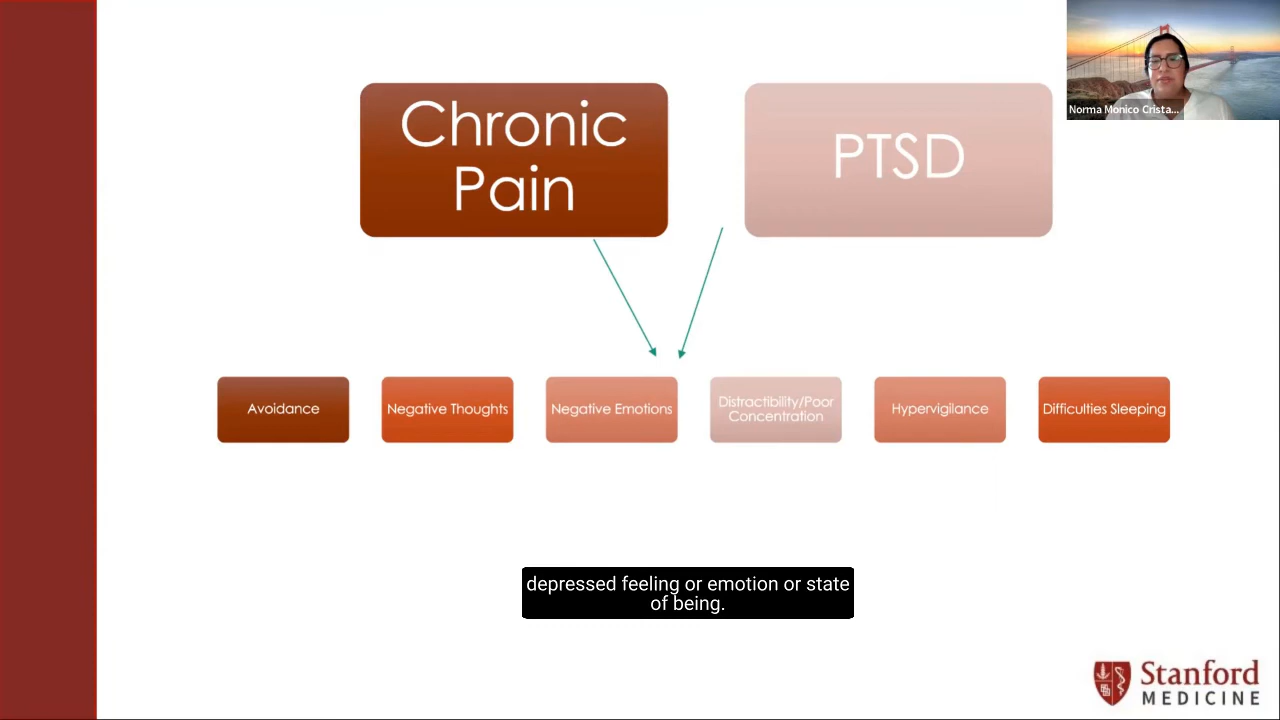 Chronic
Pain
PTSD
Norma Monico Crista...
Avoidance
Negative Thoughts
Negative Emotions
Distractibility/Poor
Concentration
Hypervigilance
Difficulties Sleeping
depressed feeling or emotion or state
of being.
Stanford
MEDICINE